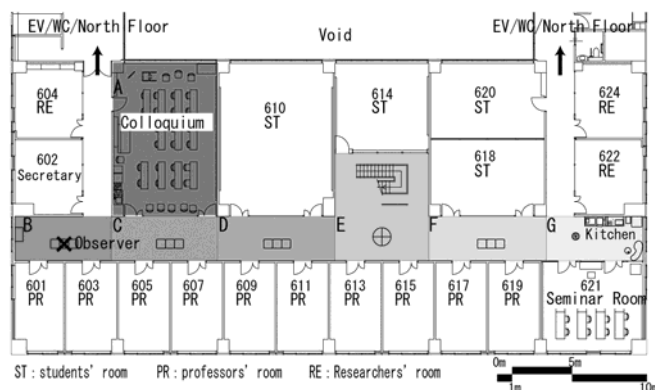 EV/WC/North Floor
Void
EV/WC/North Floor
604
RE
A
Colloquium
610
ST
614
ST
620
ST
624
RE
602
Secretary
618
ST
622
RE
B
Observer
C
D
E
F
G
Kitchen
601
PR
603
PR
605
PR
607
PR
609
PR
611
PR
613
PR
615
PR
617
PR
619
PR
621
Seminar Room
ST : students' room PR : professors' room RE : Researchers' room
0m 5m
1m 10m